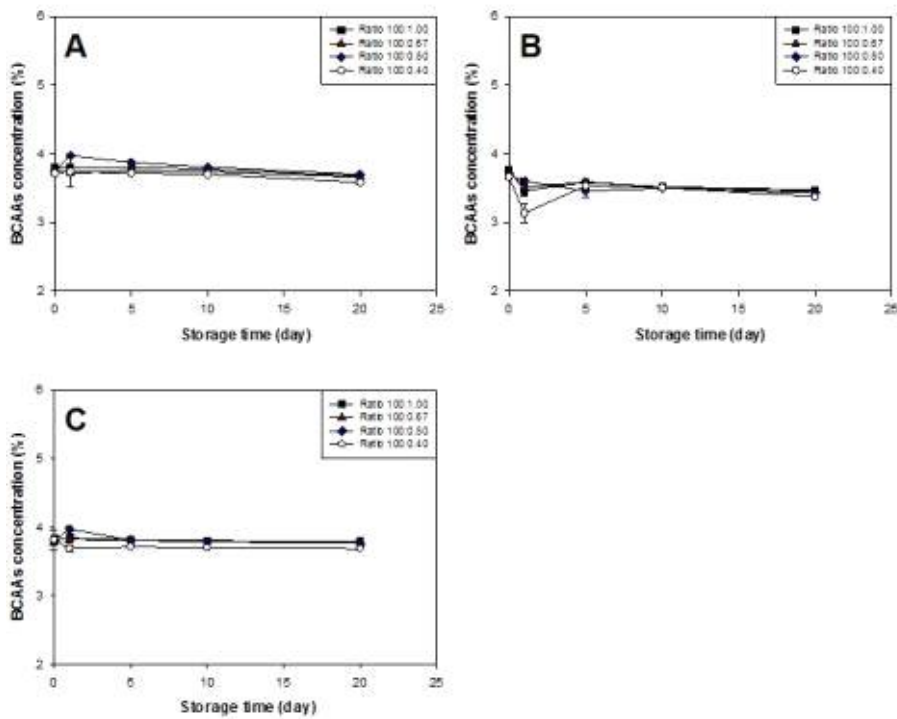 A
Ratio 100:1.00
Ratio 100:0.67
Ratio 100:0.50
Ratio 100:0.40
6
5
4
3
2
BCAAs concentration (%)
0 5 10 15 20 25
Storage time (day)
B
Ratio 100:1.00
Ratio 100:0.67
Ratio 100:0.50
Ratio 100:0.40
6
5
4
3
2
BCAAs concentration (%)
0 5 10 15 20 25
Storage time (day)
C
Ratio 100:1.00
Ratio 100:0.67
Ratio 100:0.50
Ratio 100:0.40
6
5
4
3
2
BCAAs concentration (%)
0 5 10 15 20 25
Storage time (day)